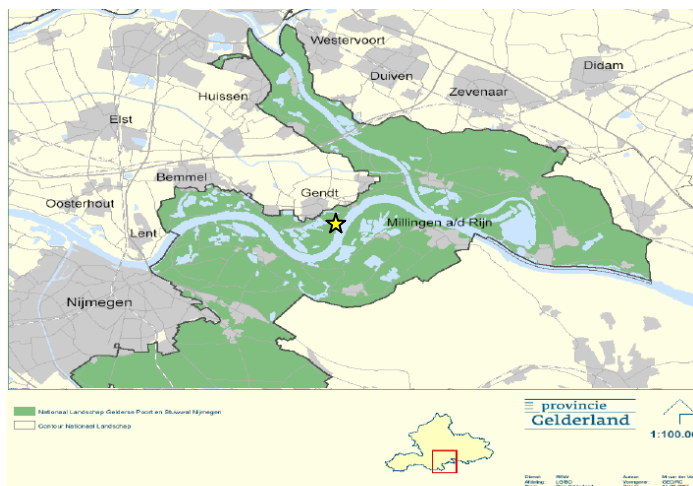 Westervoort
Didam
Duiven
Zevenaar
Huissen
Elst
Bemmel
Gendt
Oosterhout
Millingen a/d Rijn
Lent
Nijmegen
Nationaal Landschap Gelderse Poort en Stuwwal Nijmegen
Contour Nationaal Landschap
provincie
Gelderland
1:100.00